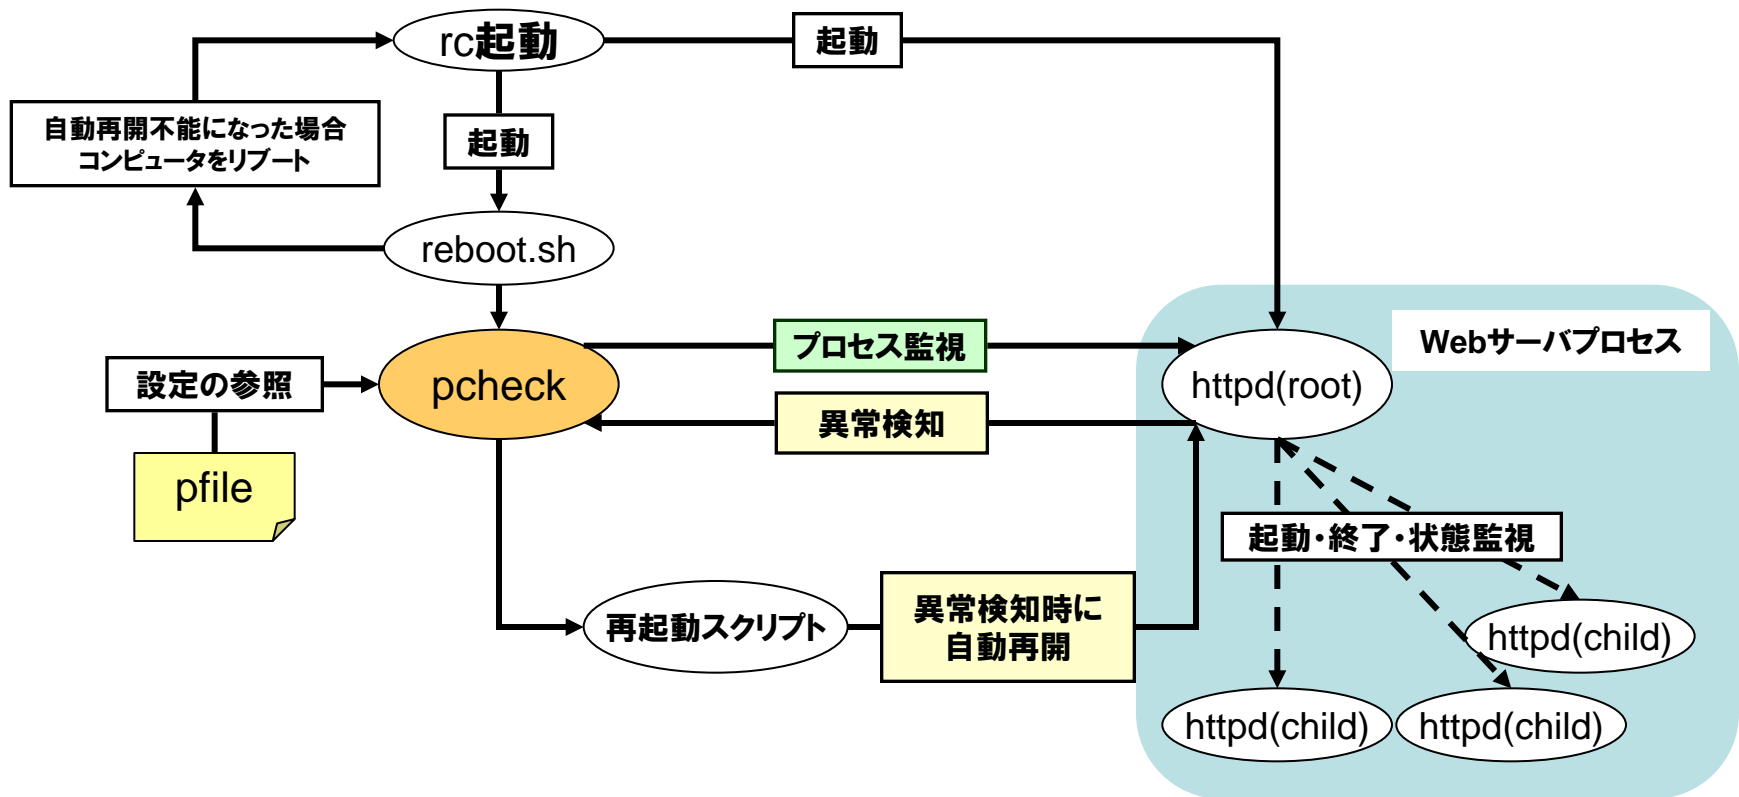 rc起動
起動
自動再開不能になった場合
コンピュータをリブート
起動
reboot.sh
プロセス監視
Webサーバプロセス
設定の参照
pcheck
httpd(root)
異常検知
pfile
起動・終了・状態監視
再起動スクリプト
異常検知時に
自動再開
httpd(child)
httpd(child)
httpd(child)